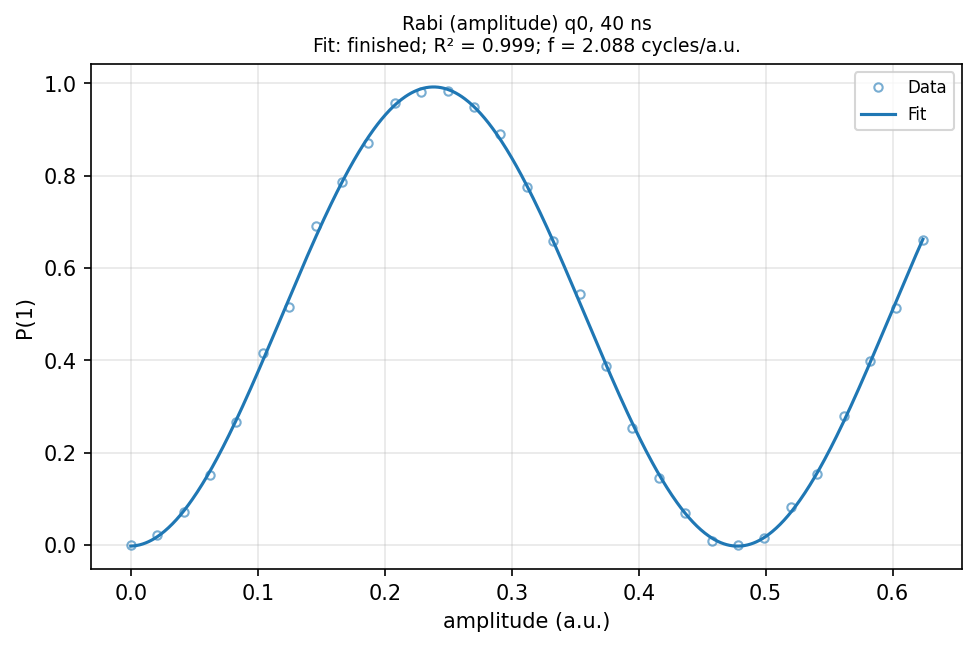 Rabi (amplitude) q0, 40 ns
Fit: finished; R² = 0.999; f = 2.088 cycles/a.u.
Data
Fit
P(1)
1.0
0.8
0.6
0.4
0.2
0.0
0.0 0.1 0.2 0.3 0.4 0.5 0.6
amplitude (a.u.)